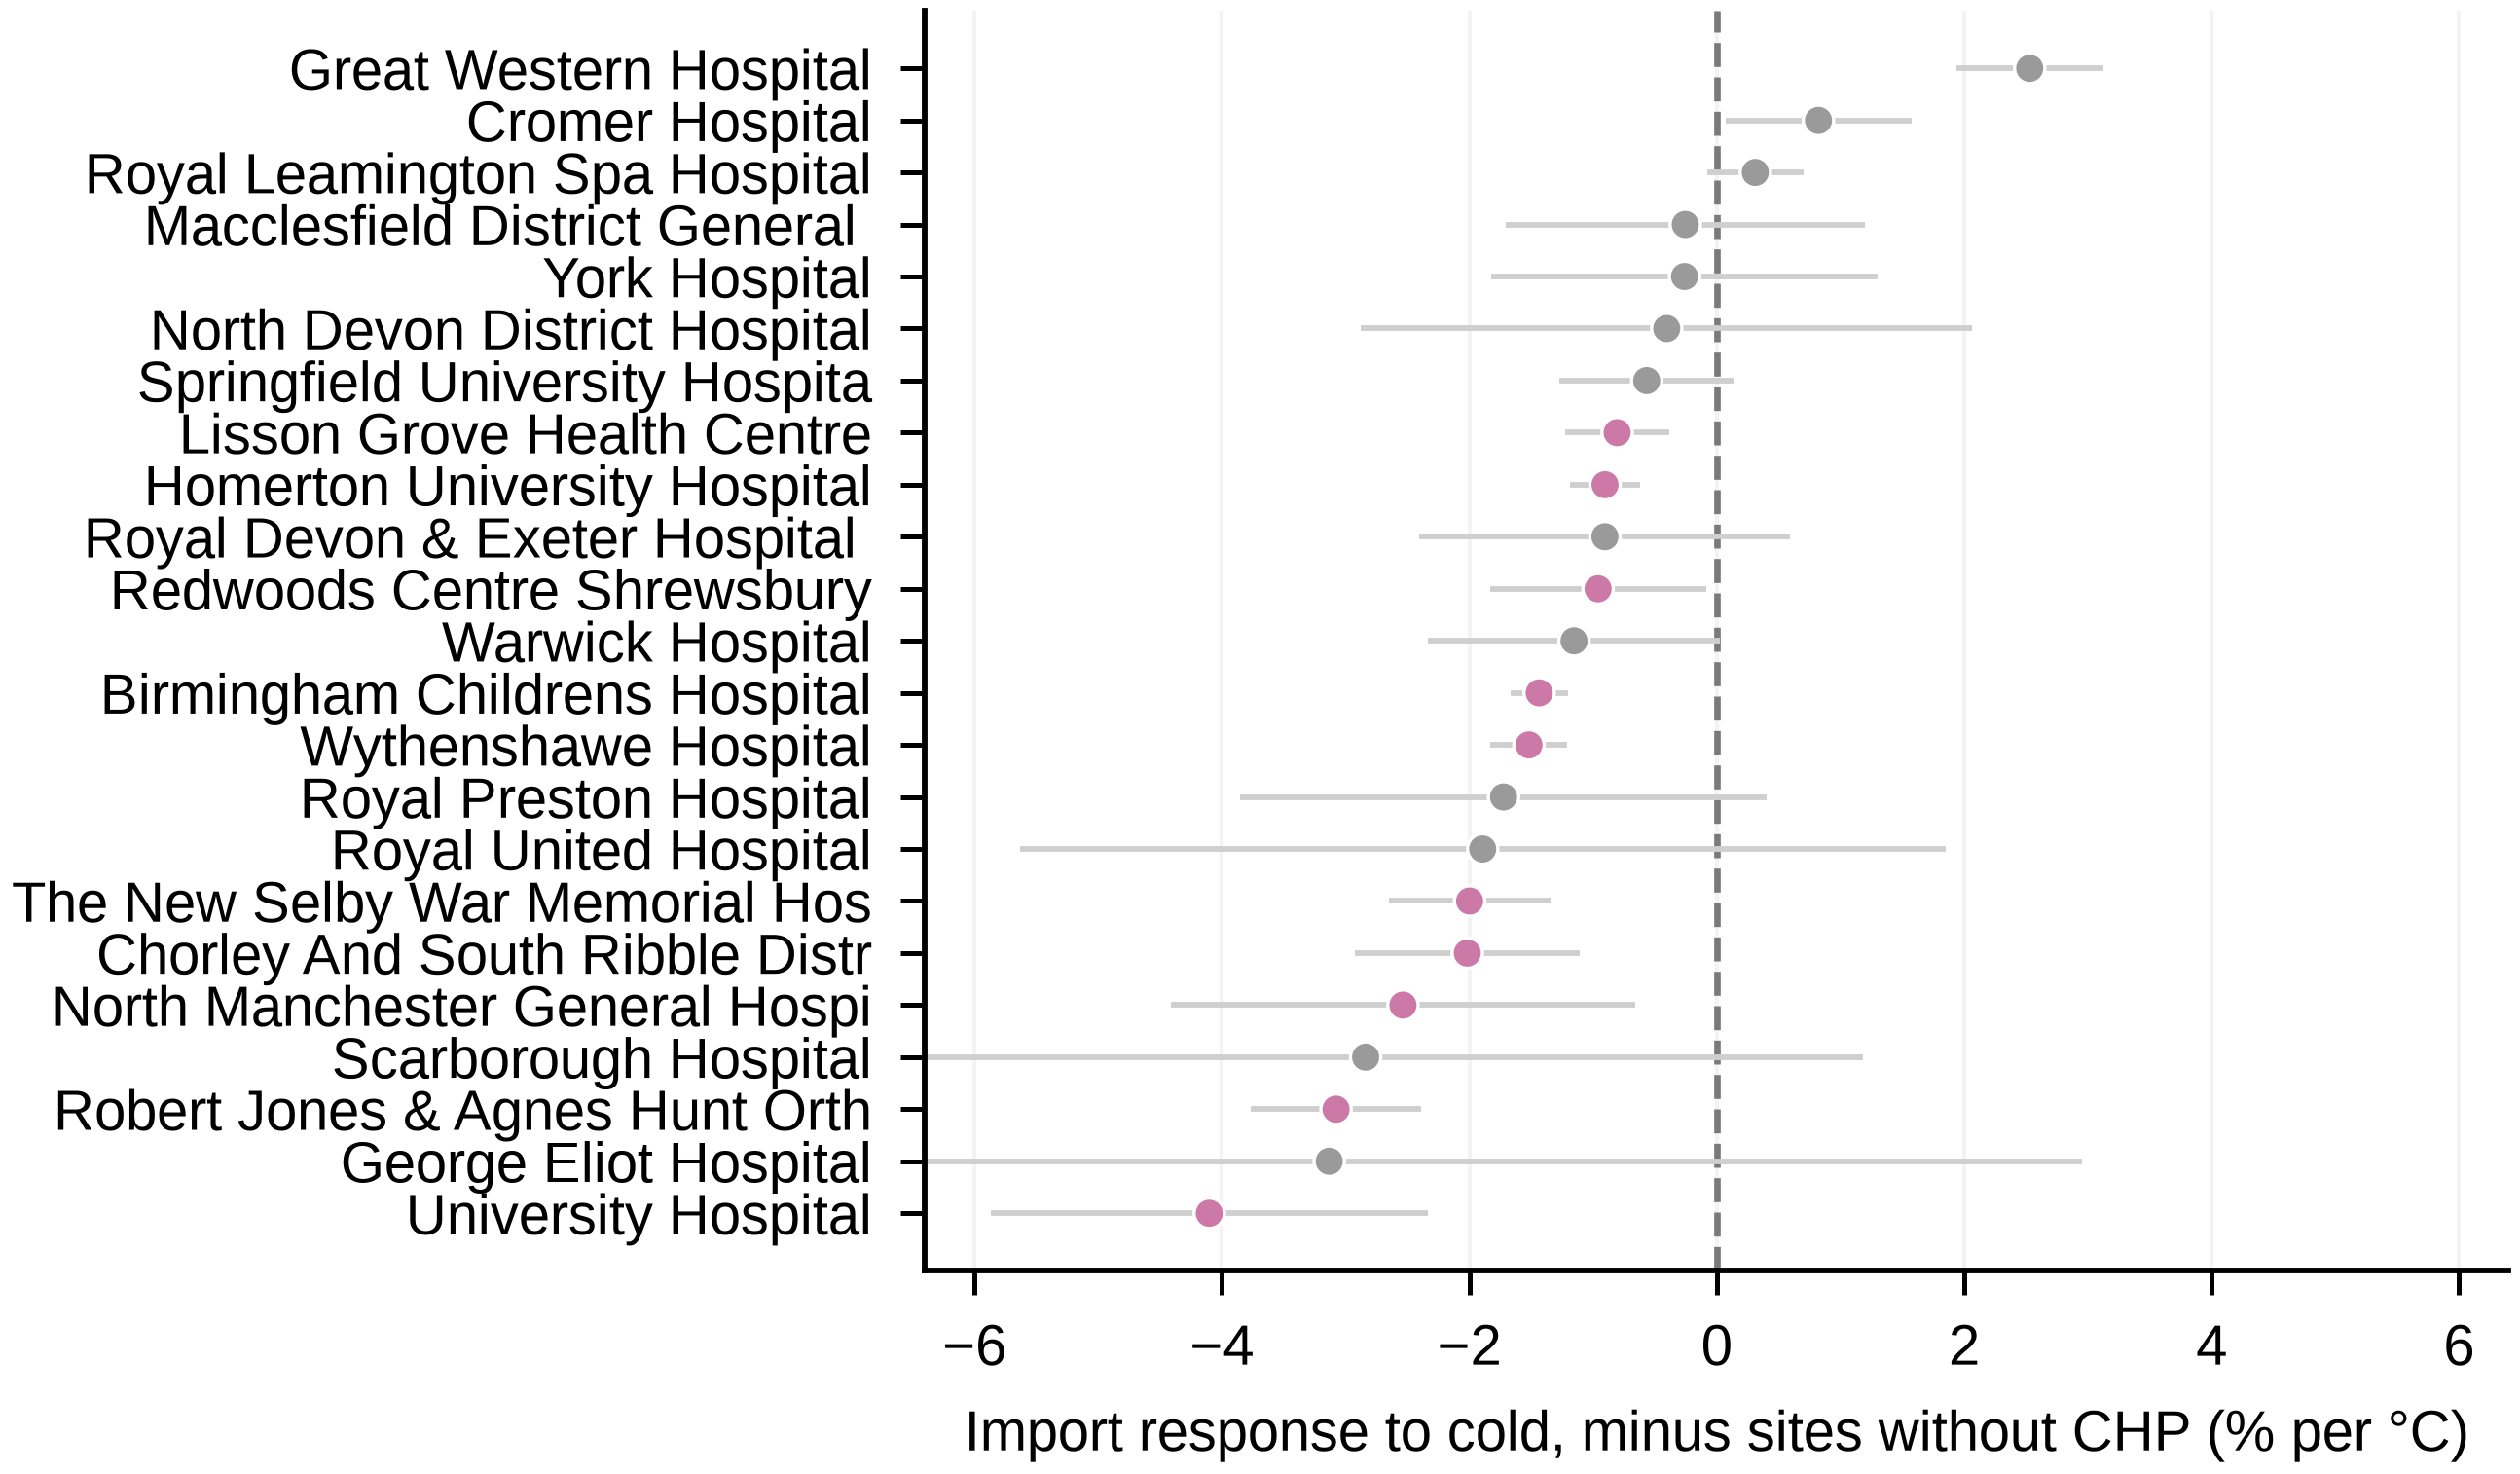 Great Western Hospital
Cromer Hospital
Royal Leamington Spa Hospital
Macclesfield District General
York Hospital
North Devon District Hospital
Springfield University Hospita
Lisson Grove Health Centre
Homerton University Hospital
Royal Devon & Exeter Hospital
Redwoods Centre Shrewsbury
Warwick Hospital
Birmingham Childrens Hospital
Wythenshawe Hospital
Royal Preston Hospital
Royal United Hospital
The New Selby War Memorial Hos
Chorley And South Ribble Distr
North Manchester General Hospi
Scarborough Hospital
Robert Jones & Agnes Hunt Orth
George Eliot Hospital
University Hospital
−6 −4 −2 0 2 4 6
Import response to cold, minus sites without CHP (% per °C)